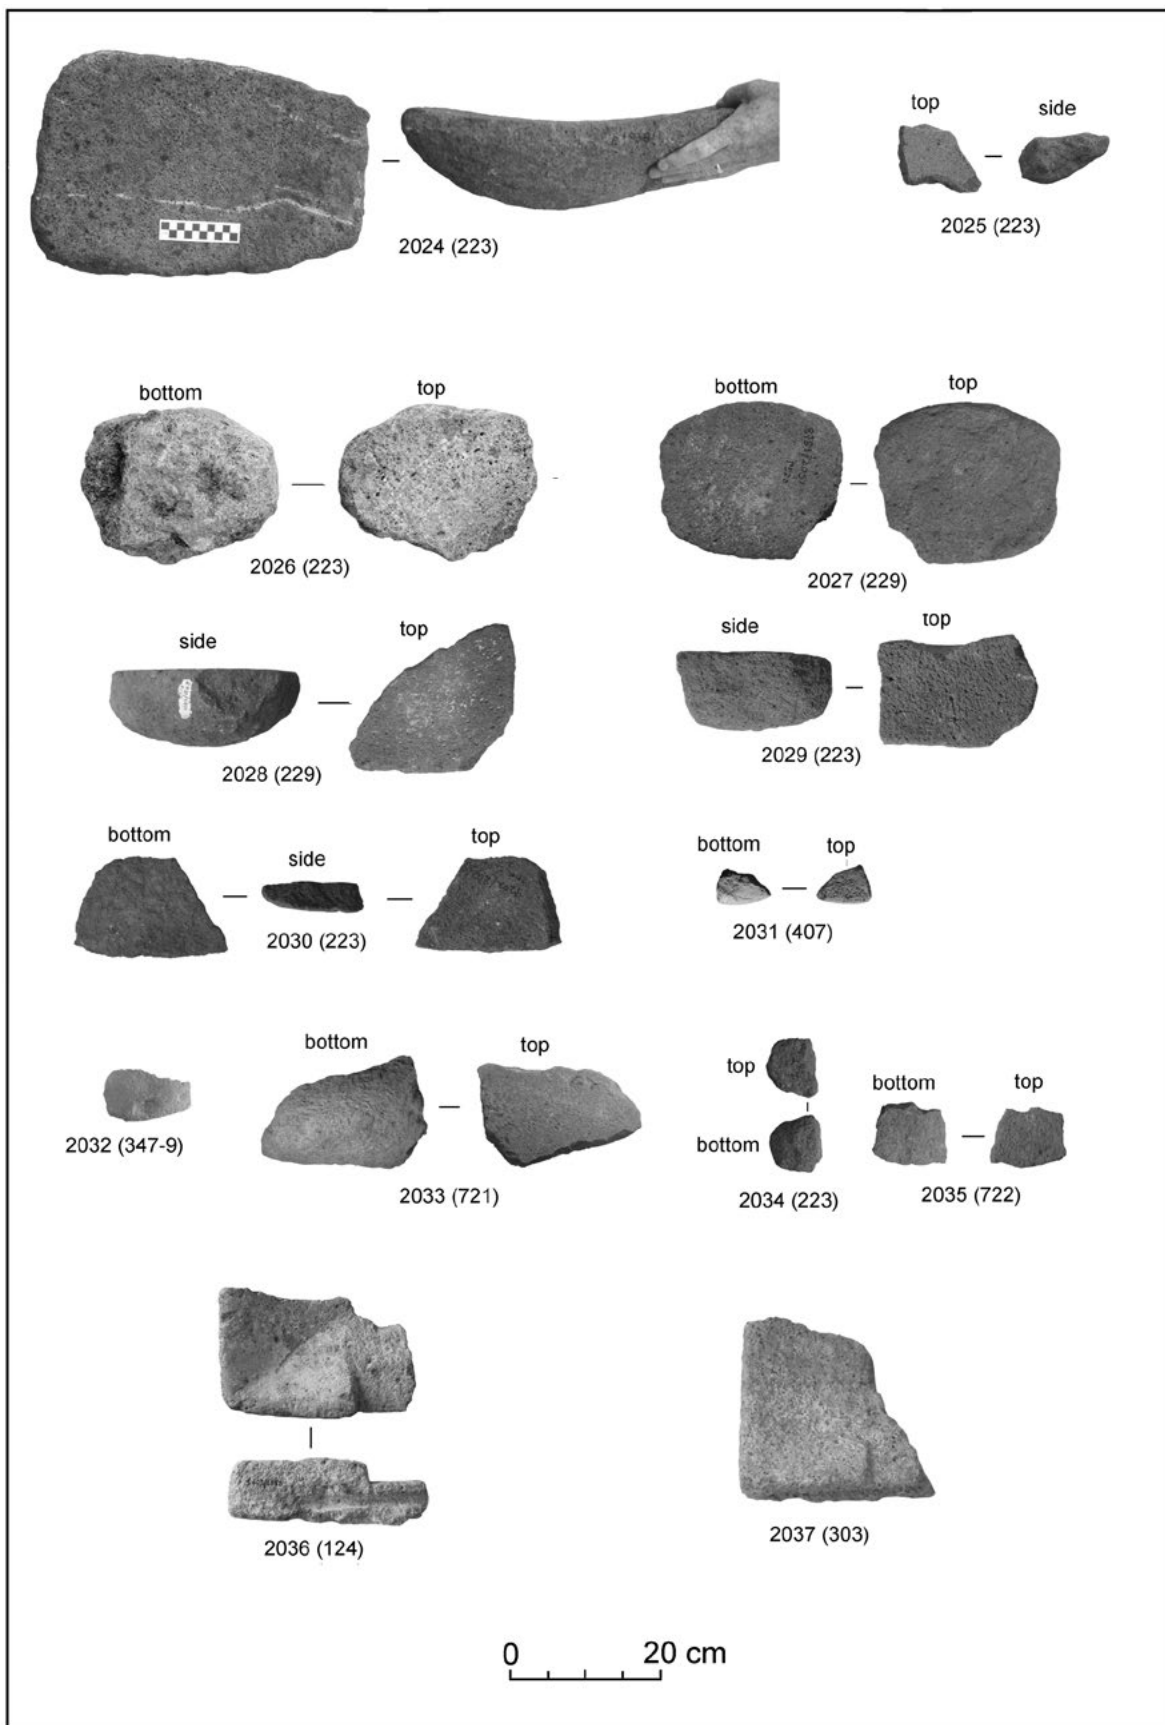 top
side
2024 (223)
2025 (223)
bottom
top
bottom
top
2026 (223)
2027 (229)
side
top
side
top
2028 (229)
2029 (223)
bottom
side
top
bottom
top
2030 (223)
2031 (407)
bottom
top
top
bottom
top
bottom
2032 (347-9)
2033 (721)
2034 (223)
2035 (722)
2036 (124)
2037 (303)
0 20 cm